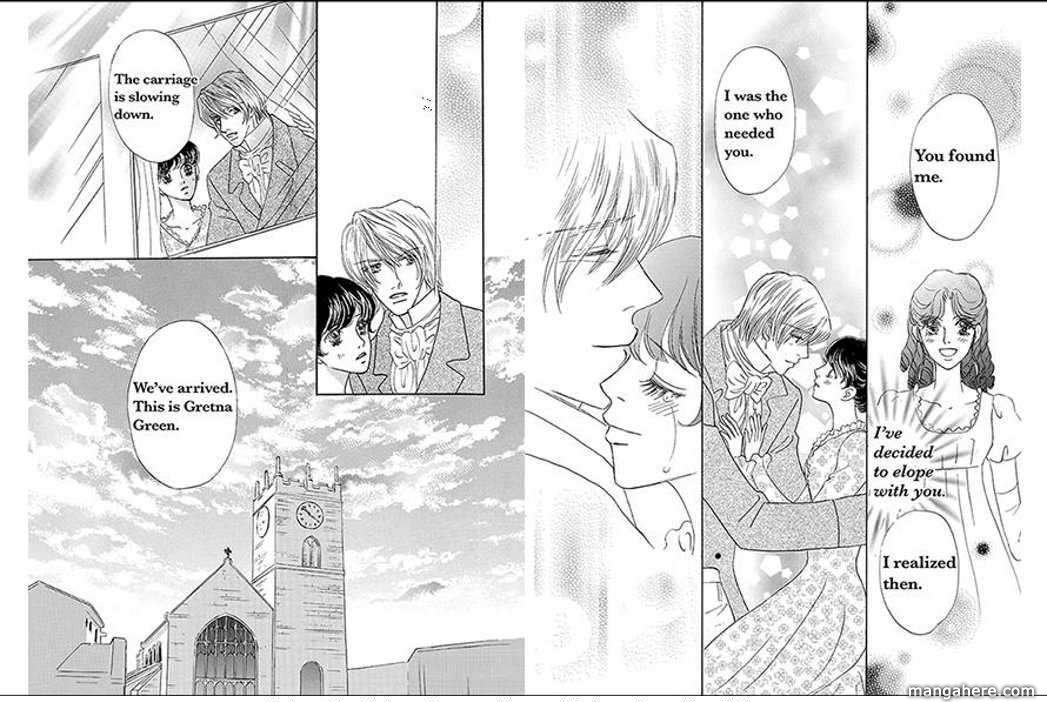 You found
me.
I've
decided
to elope
with you.
I realized
then.
I was the
one who
needed
you.
The carriage
is slowing
down.
We've arrived.
This is Gretna
Green.
mangahere.com